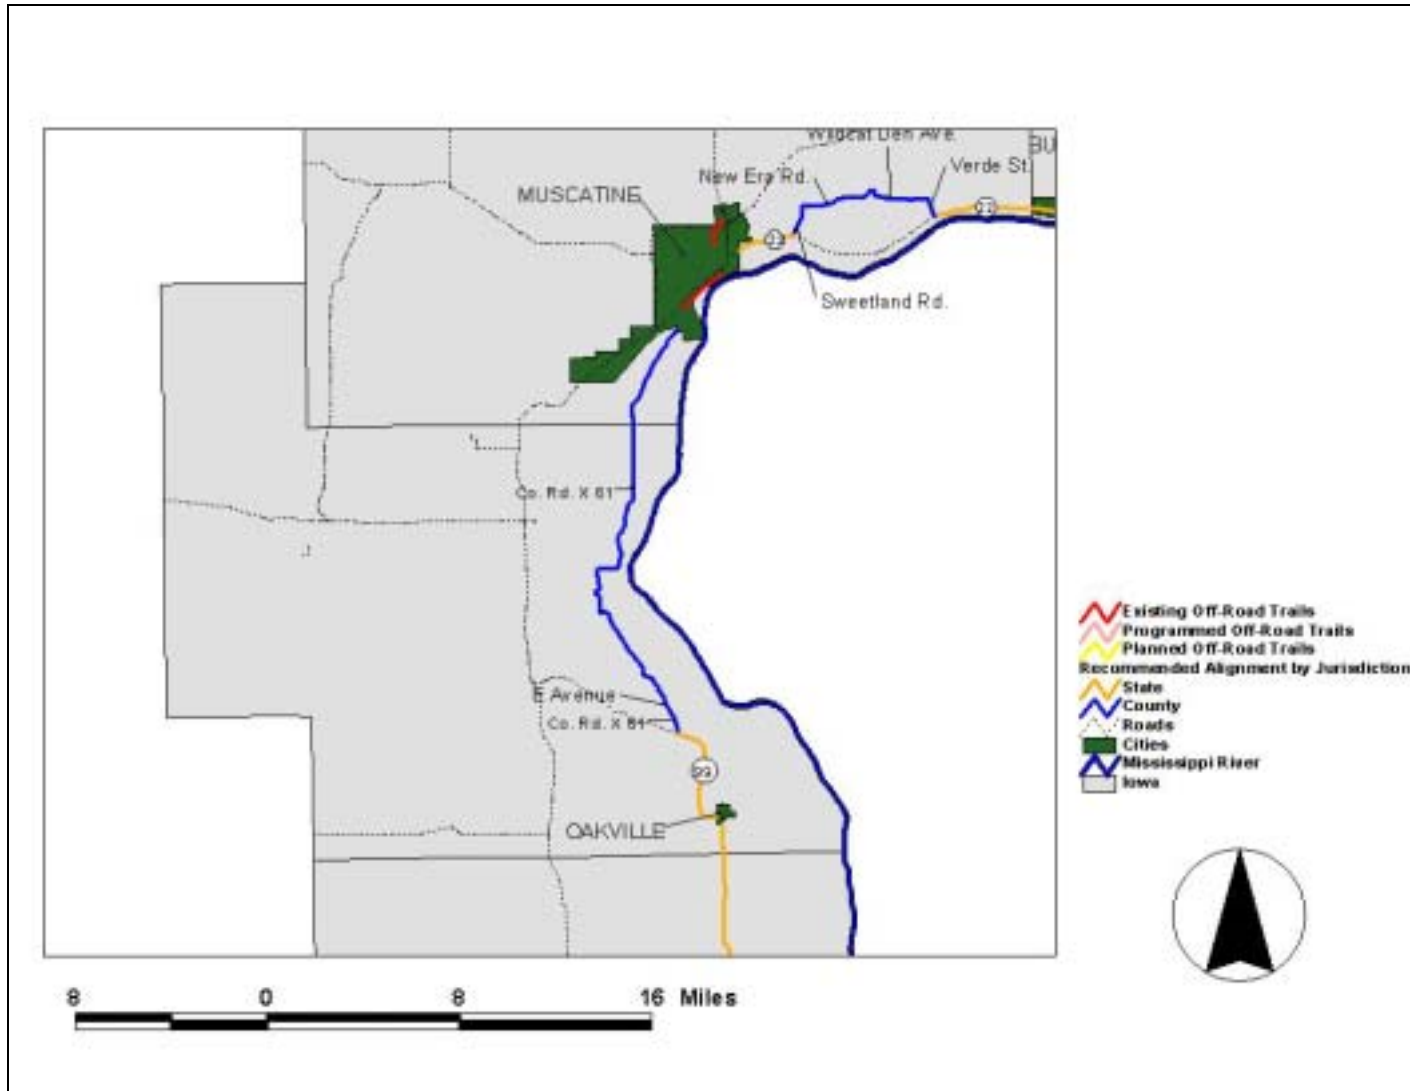 Wildcat Den Ave.
BU
New Era Rd.
Verde St.
MUSCATINE
22
22
Sweetland Rd.
Co. Rd. X 61
E Avenue
Co. Rd. X 61
99
OAKVILLE
Existing Off-Road Trails
Programmed Off-Road Trails
Planned Off-Road Trails
Recommended Alignment by Jurisdiction
State
County
Roads
Cities
Mississippi River
Iowa
8 0 8 16 Miles